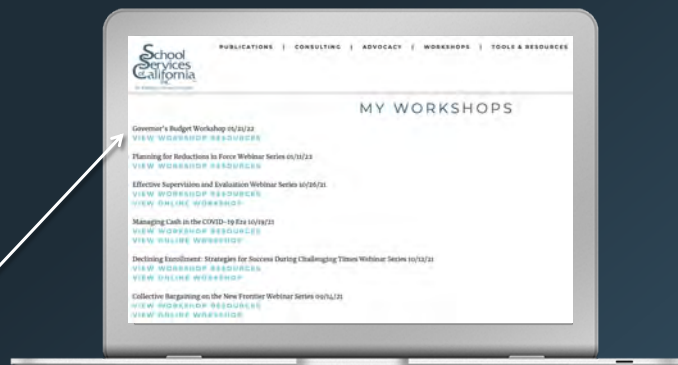 School
Services
California
INC.
PUBLICATIONS | CONSULTING | ADVOCACY | WORKSHOPS | TOOLS & RESOURCES
MY WORKSHOPS
Governor's Budget Workshop 01/21/22
VIEW WORKSHOP RESOURCES
Planning for Reductions in Force Webinar Series 01/11/22
VIEW WORKSHOP RESOURCES
Effective Supervision and Evaluation Webinar Series 10/26/21
VIEW WORKSHOP RESOURCES
VIEW ONLINE WORKSHOP
Managing Cash in the COVID-19 Era 10/19/21
VIEW WORKSHOP RESOURCES
VIEW ONLINE WORKSHOP
Declining Enrollment: Strategies for Success During Challenging Times Webinar Series 10/12/21
VIEW WORKSHOP RESOURCES
VIEW ONLINE WORKSHOP
Collective Bargaining on the New Frontier Webinar Series 09/14/21
VIEW WORKSHOP RESOURCES
VIEW ONLINE WORKSHOP